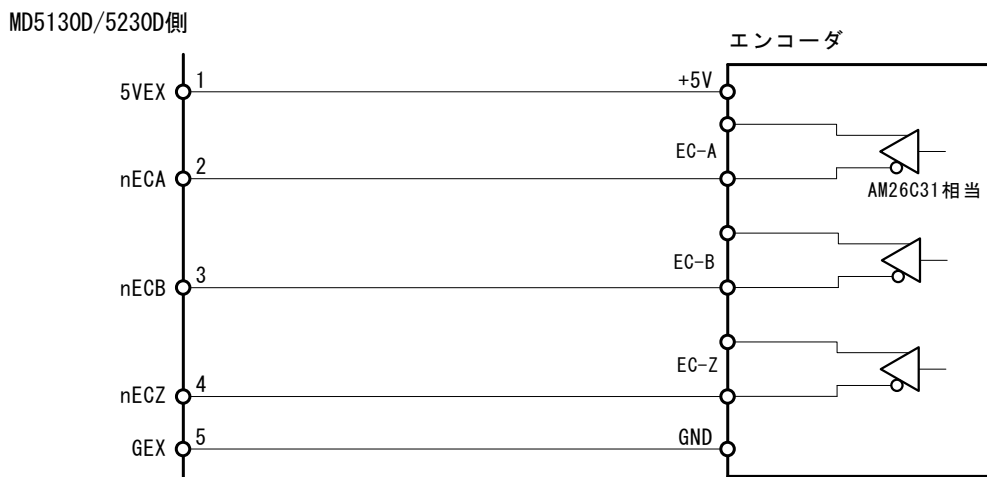 MD5130D/5230D側
エンコーダ
5VEX 1 +5V
EC-A
nECA 2
AM26C31相当
EC-B
nECB 3
EC-Z
nECZ 4
GEX 5 GND